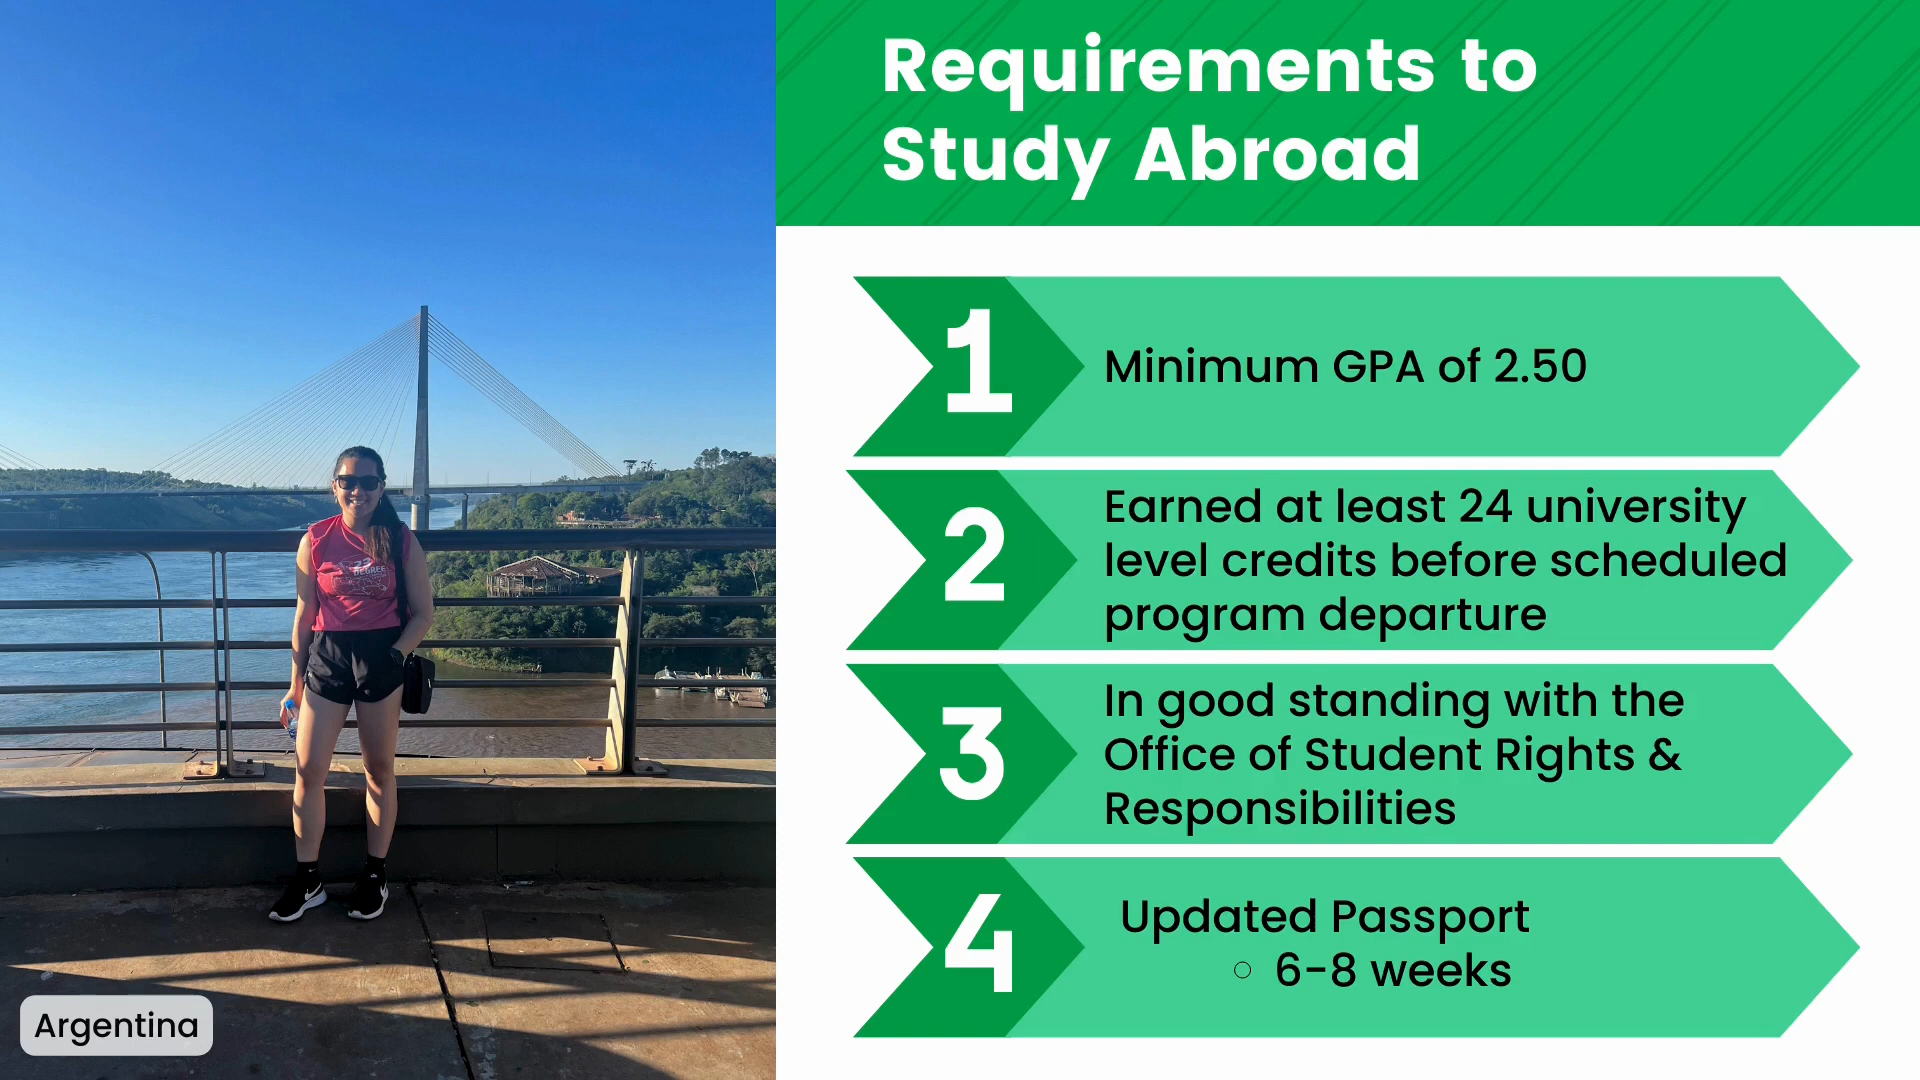 Requirements to
Study Abroad
1
Minimum GPA of 2.50
2
Earned at least 24 university
level credits before scheduled
program departure
3
In good standing with the
Office of Student Rights &
Responsibilities
4
Updated Passport
6-8 weeks
DEGREE
Argentina